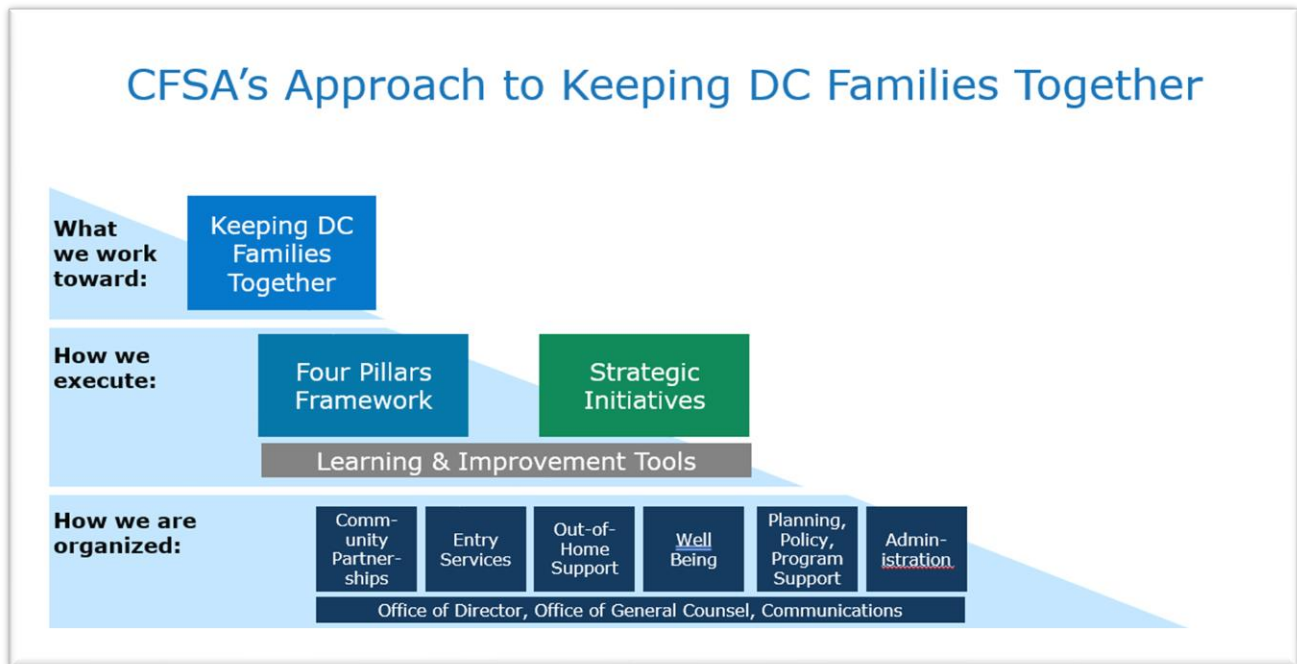 CFSA's Approach to Keeping DC Families Together
What
we work
toward:
Keeping DC
Families
Together
How we
execute:
Four Pillars
Framework
Strategic
Initiatives
Learning & Improvement Tools
How we are
organized:
Comm-
unity
Partner-
ships
Entry
Services
Out-of-
Home
Support
Well
Being
Planning,
Policy,
Program
Support
Admin-
istration
Office of Director, Office of General Counsel, Communications